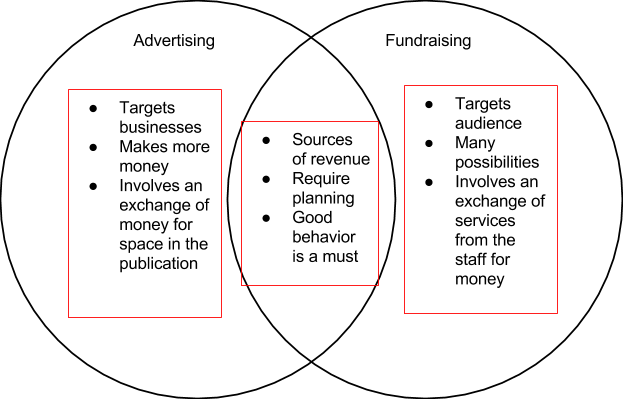 Advertising
Fundraising
● Targets
businesses
● Makes more
money
● Involves an
exchange of
money for
space in the
publication
● Sources
of revenue
● Require
planning
● Good
behavior
is a must
● Targets
audience
● Many
possibilities
● Involves an
exchange of
services
from the
staff for
money